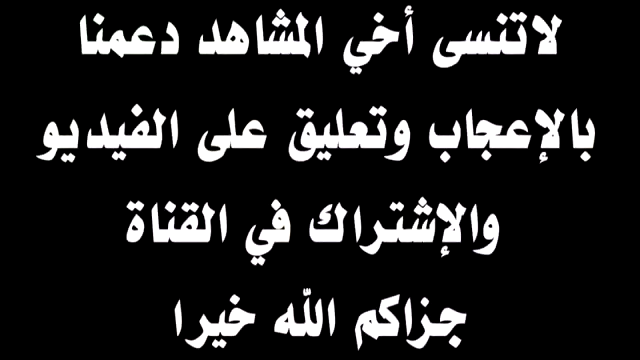 لاتنسى أخي المشاهد دعمنا
بالإعجاب وتعليق على الفيديو
والإشتراك في القناة
جزاكم الله خيرا